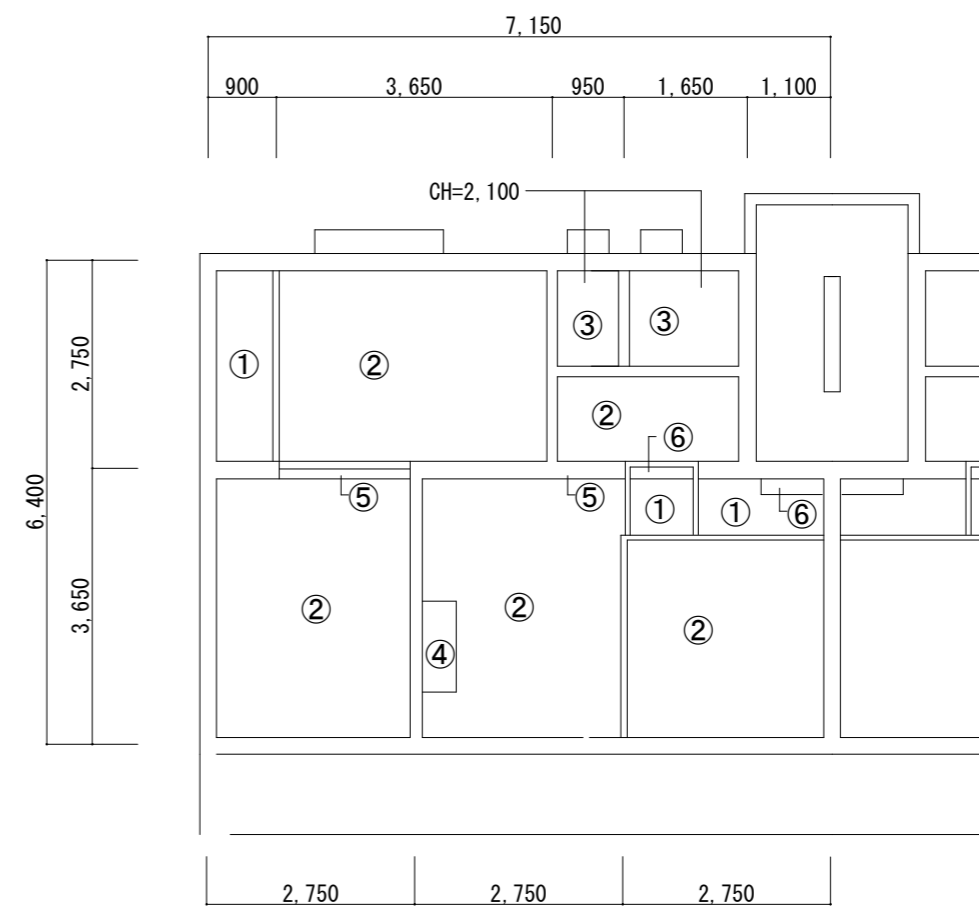 7,150
900 3,650 950 1,650 1,100
CH=2,100
③ ③
① ②
2,750
②
⑥
6,400
⑤ ⑤
① ① ⑥
3,650
② ② ②
④
2,750 2,750 2,750